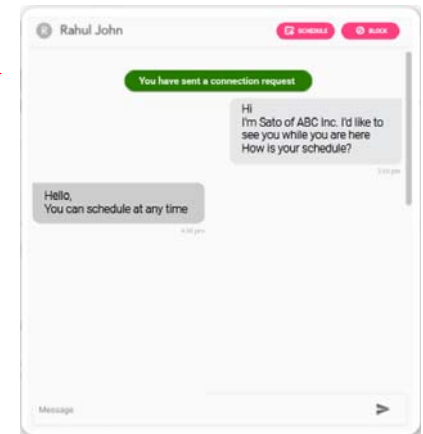 R Rahul John
SCHEDULE
BLOCK
You have sent a connection request
Hi
I'm Sato of ABC Inc. I'd like to
see you while you are here
How is your schedule?
Hello,
You can schedule at any time
Message